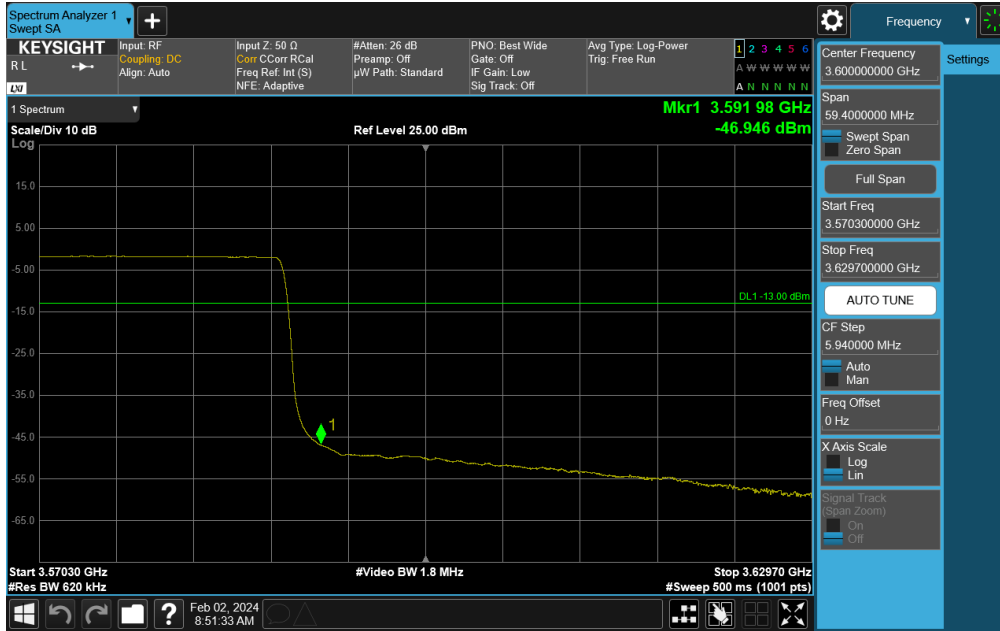 Spectrum Analyzer 1
Swept SA
+
Frequency
KEYSIGHT
R L
LXI
Input: RF
Coupling: DC
Align: Auto
Input Z: 50 Ω
Corr CCorr RCal
Freq Ref: Int (S)
NFE: Adaptive
#Atten: 26 dB
Preamp: Off
µW Path: Standard
PNO: Best Wide
Gate: Off
IF Gain: Low
Sig Track: Off
Avg Type: Log-Power
Trig: Free Run
1 2 3 4 5 6
A W W W W W
A N N N N N
1 Spectrum
Scale/Div 10 dB
Log
Ref Level 25.00 dBm
Mkr1 3.591 98 GHz
-46.946 dBm
15.0
5.00
-5.00
DL1 -13.00 dBm
-15.0
-25.0
-35.0
1
-45.0
-55.0
-65.0
Start 3.57030 GHz
#Res BW 620 kHz
#Video BW 1.8 MHz
Stop 3.62970 GHz
#Sweep 500 ms (1001 pts)
Center Frequency
3.600000000 GHz
Settings
Span
59.4000000 MHz
Swept Span
Zero Span
Full Span
Start Freq
3.570300000 GHz
Stop Freq
3.629700000 GHz
AUTO TUNE
CF Step
5.940000 MHz
Auto
Man
Freq Offset
0 Hz
X Axis Scale
Log
Lin
Signal Track
(Span Zoom)
On
Off
?
Feb 02, 2024
8:51:33 AM